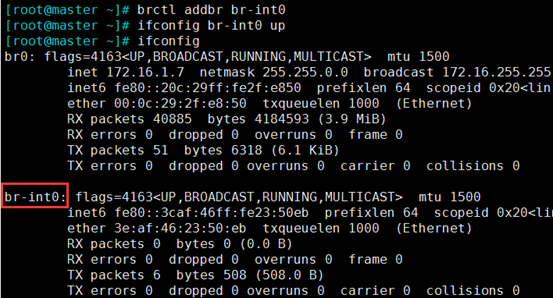 [root@master ~]# brctl addbr br-int0
[root@master ~]# ifconfig br-int0 up
[root@master ~]# ifconfig
br0: flags=4163<UP,BROADCAST,RUNNING,MULTICAST>  mtu 1500
        inet 172.16.1.7  netmask 255.255.0.0  broadcast 172.16.255.255
        inet6 fe80::20c:29ff:fe2f:e850  prefixlen 64  scopeid 0x20<lin
        ether 00:0c:29:2f:e8:50  txqueuelen 1000  (Ethernet)
        RX packets 40885  bytes 4184593 (3.9 MiB)
        RX errors 0  dropped 0  overruns 0  frame 0
        TX packets 51  bytes 6318 (6.1 KiB)
        TX errors 0  dropped 0 overruns 0  carrier 0  collisions 0

br-int0: flags=4163<UP,BROADCAST,RUNNING,MULTICAST>  mtu 1500
        inet6 fe80::3caf:46ff:fe23:50eb  prefixlen 64  scopeid 0x20<lin
        ether 3e:af:46:23:50:eb  txqueuelen 1000  (Ethernet)
        RX packets 0  bytes 0 (0.0 B)
        RX errors 0  dropped 0  overruns 0  frame 0
        TX packets 6  bytes 508 (508.0 B)
        TX errors 0  dropped 0 overruns 0  carrier 0  collisions 0